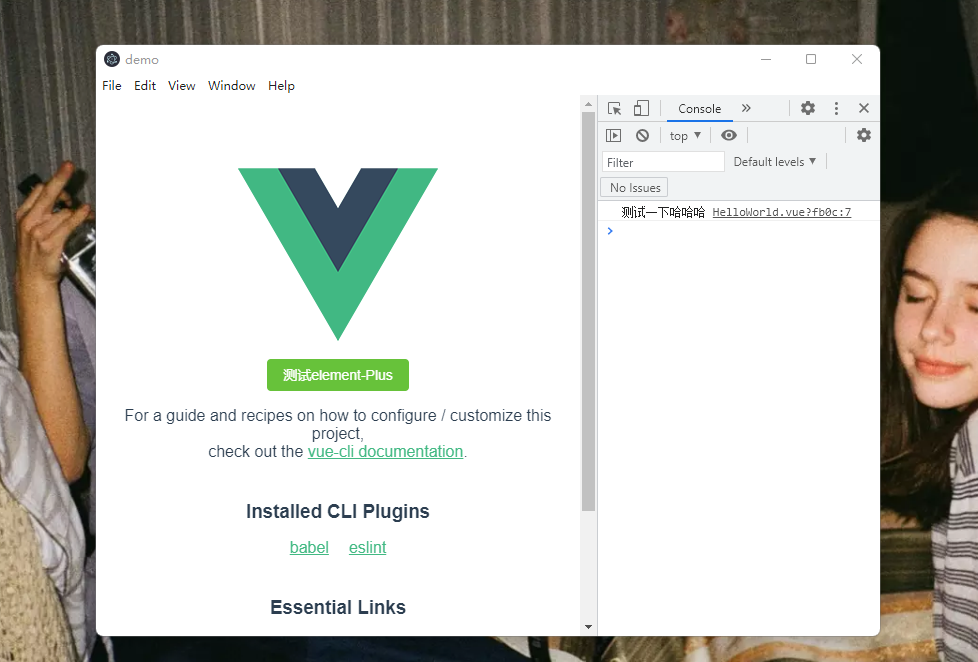 demo
File Edit View Window Help
Console
top
Filter
Default levels
No Issues
测试一下哈哈哈 HelloWorld.vue?fb0c:7
测试element-Plus
For a guide and recipes on how to configure / customize this
project,
check out the vue-cli documentation.
Installed CLI Plugins
babel eslint
Essential Links